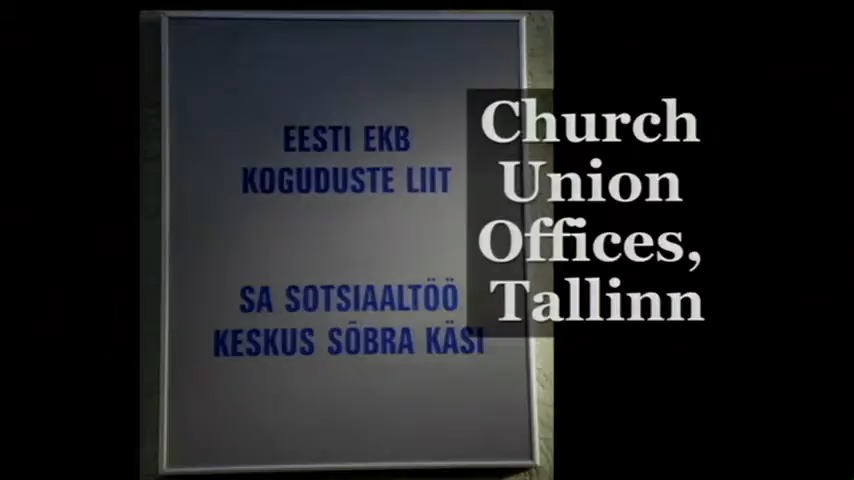 EESTI EKB
KOGUDUSTE LIIT
SA SOTSIAALTÖÖ
KESKUS SÕBRA KÄSI
Church
Union
Offices,
Tallinn